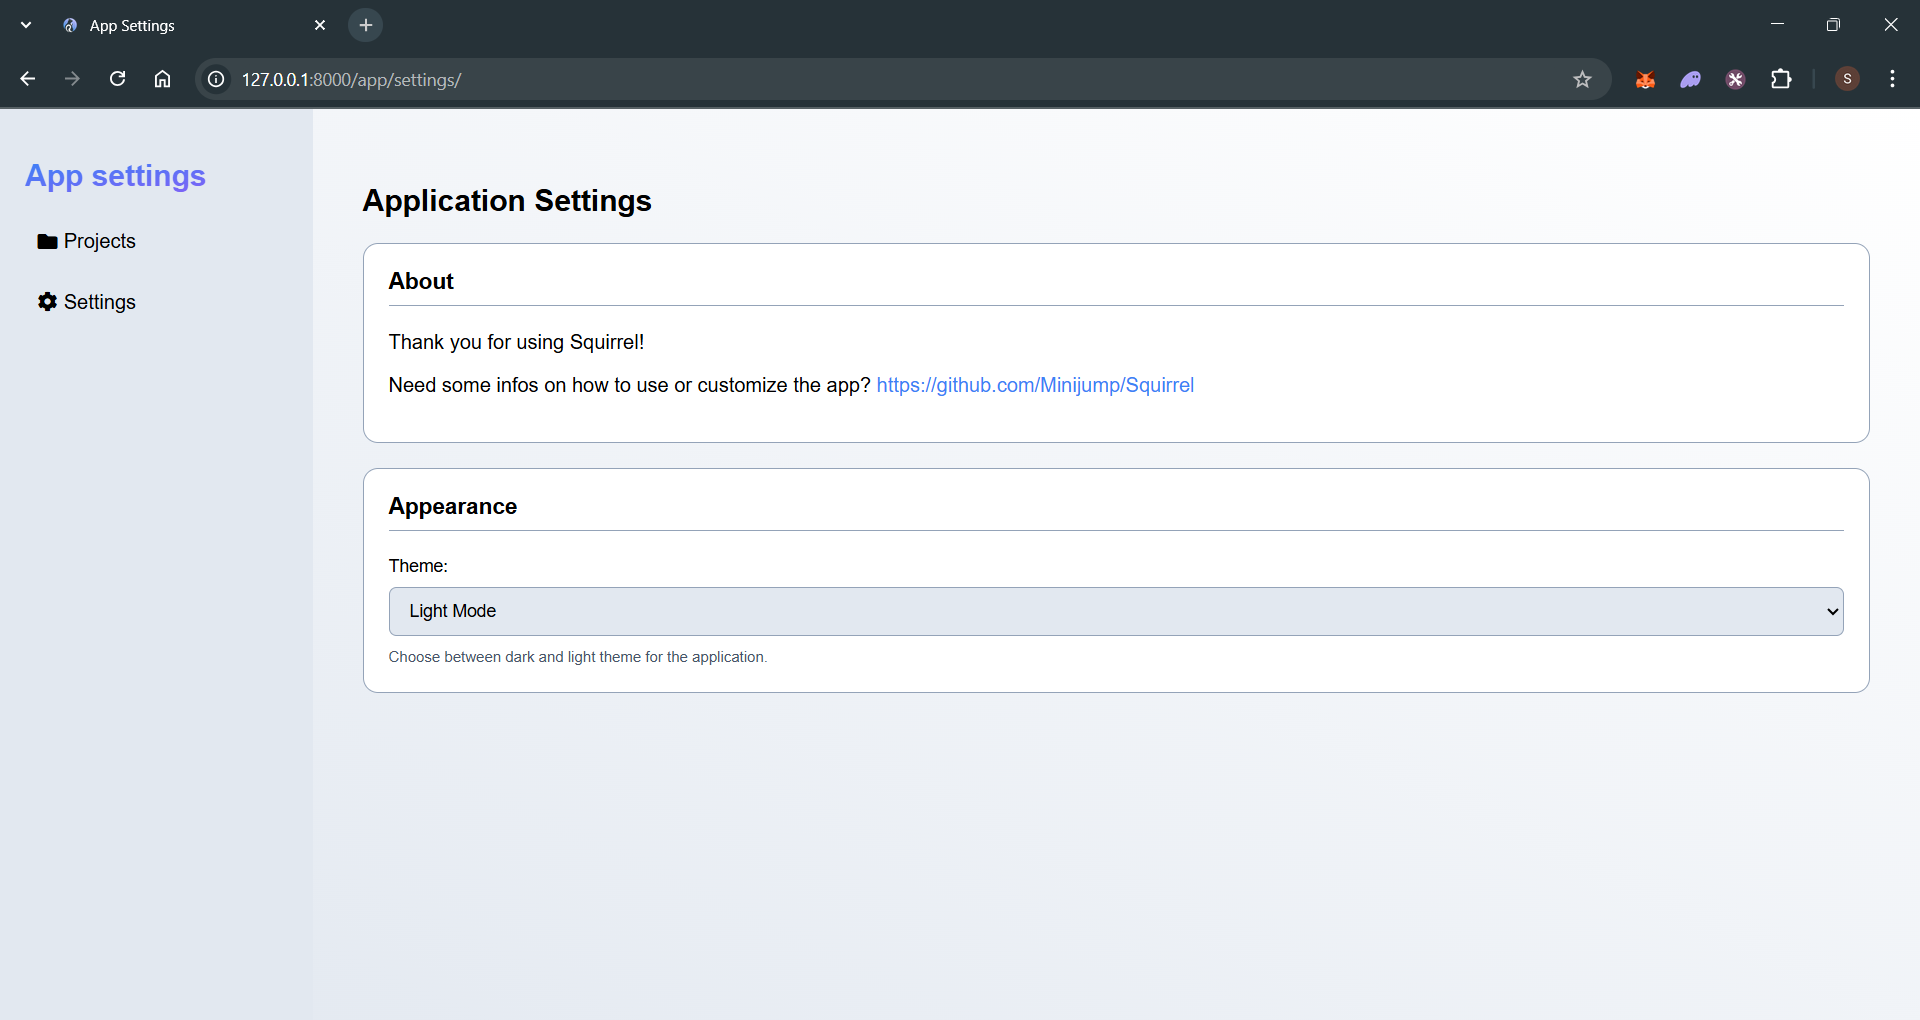 App Settings
127.0.0.1:8000/app/settings/
S
App settings
Projects
Settings
Application Settings
About
Thank you for using Squirrel!
Need some infos on how to use or customize the app? https://github.com/Minijump/Squirrel
Appearance
Theme:
Light Mode
Choose between dark and light theme for the application.